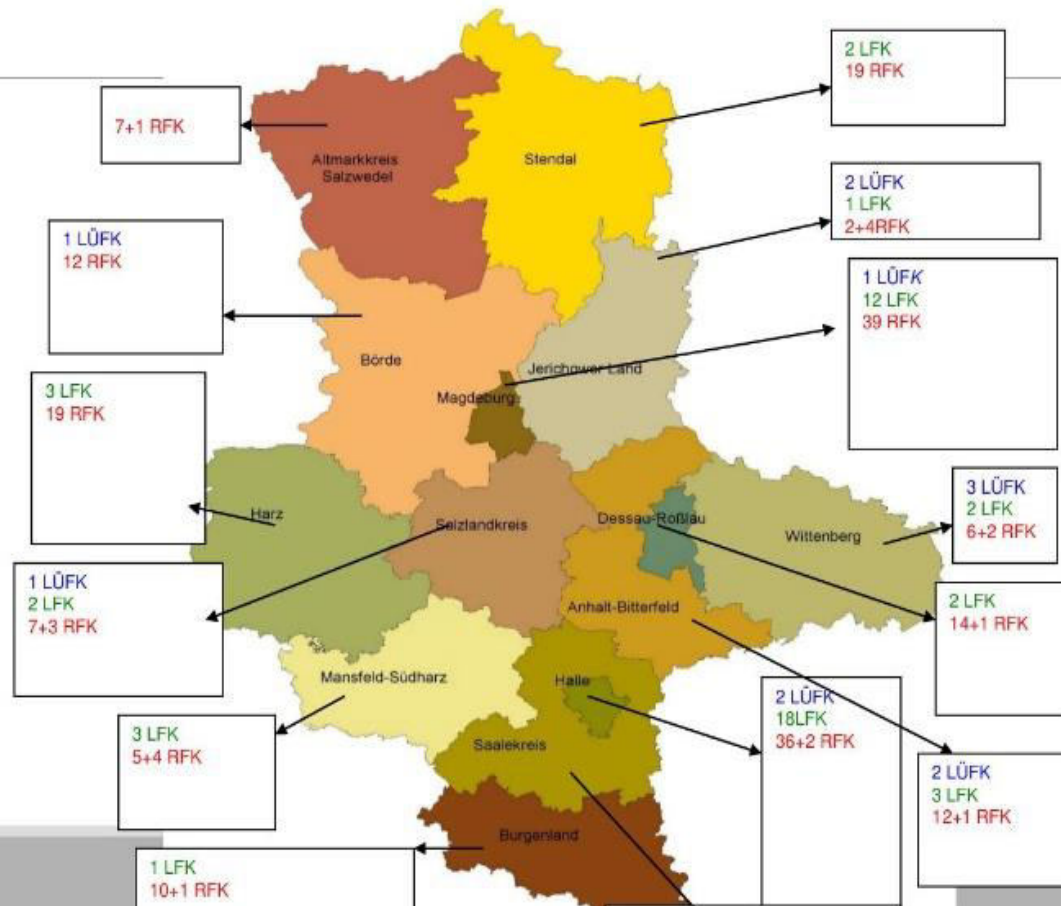 2 LFK
19 RFK
7+1 RFK
Altmarkkreis
Salzwedel
Stendal
2 LÜFK
1 LFK
2+4RFK
1 LÜFK
12 RFK
1 LÜFK
12 LFK
39 RFK
Börde
Jerichower Land
Magdeburg
3 LFK
19 RFK
3 LÜFK
2 LFK
6+2 RFK
Harz
Salzlandkreis
Dessau-Roßlau
Wittenberg
1 LÜFK
2 LFK
7+3 RFK
Anhalt-Bitterfeld
2 LFK
14+1 RFK
Mansfeld-Südharz
Halle
2 LÜFK
18LFK
36+2 RFK
3 LFK
5+4 RFK
Saalekreis
2 LÜFK
3 LFK
12+1 RFK
Burgenland
1 LFK
10+1 RFK